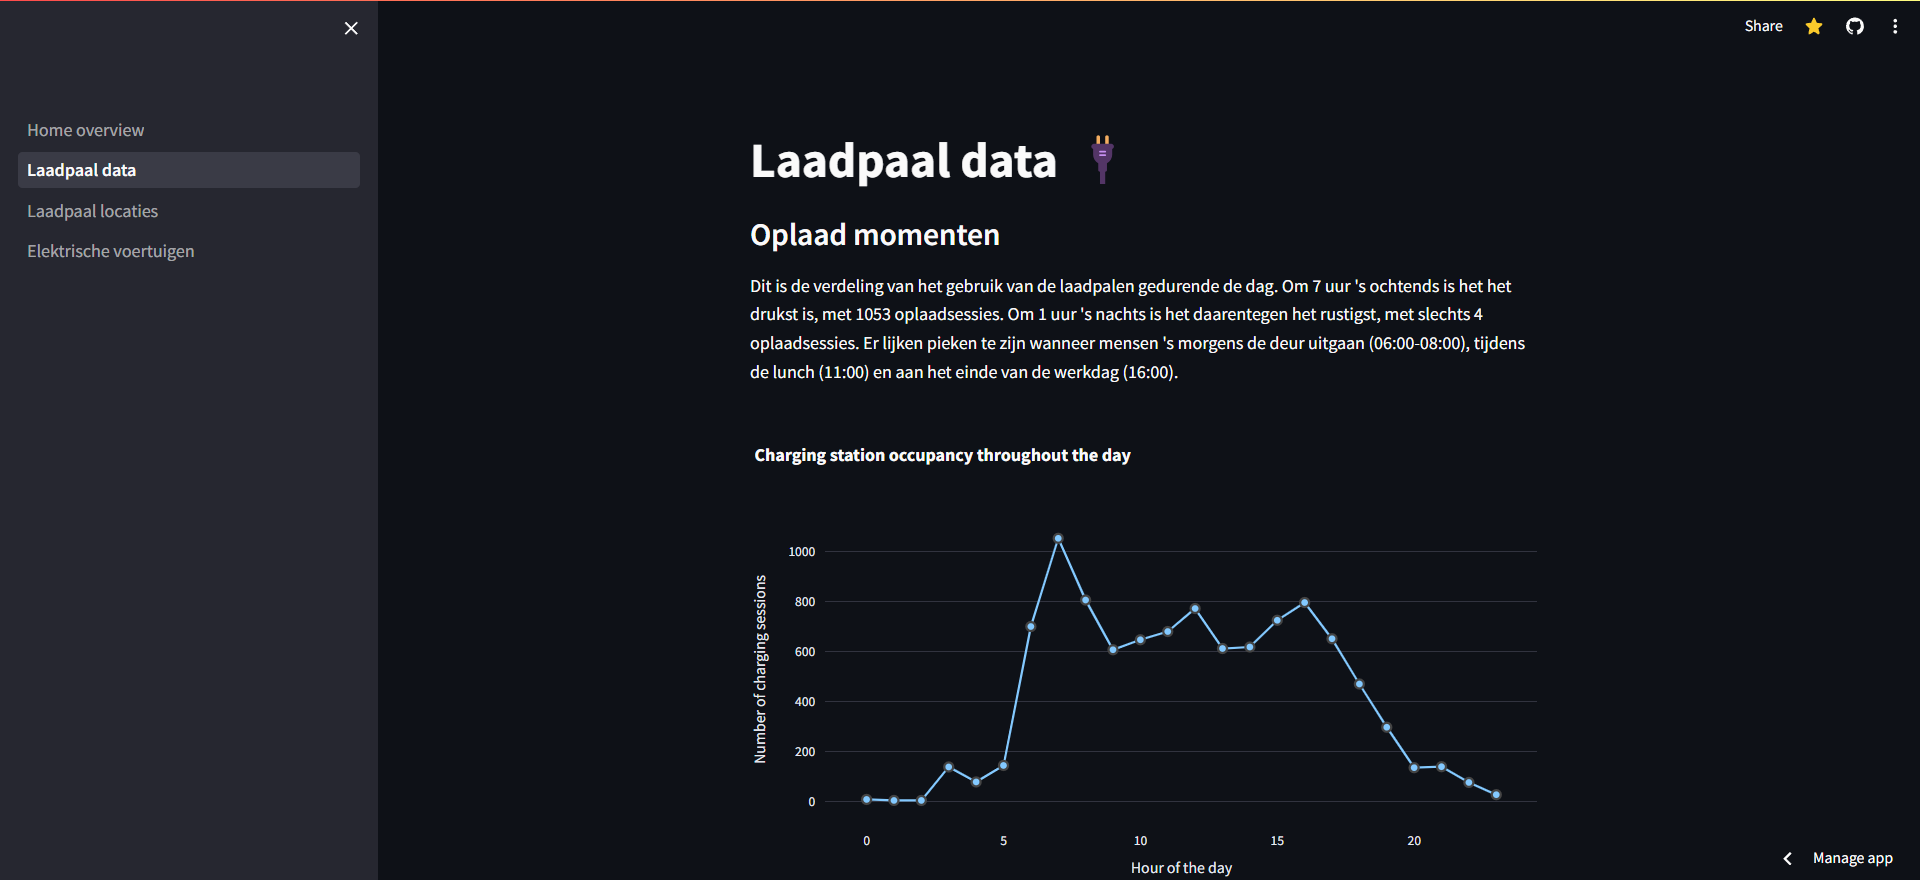 Share
Home overview
Laadpaal data
Laadpaal locaties
Elektrische voertuigen
Laadpaal data
Oplaad momenten
Dit is de verdeling van het gebruik van de laadpalen gedurende de dag. Om 7 uur 's ochtends is het het
drukst is, met 1053 oplaadsessies. Om 1 uur 's nachts is het daarentegen het rustigst, met slechts 4
oplaadsessies. Er lijken pieken te zijn wanneer mensen 's morgens de deur uitgaan (06:00-08:00), tijdens
de lunch (11:00) en aan het einde van de werkdag (16:00).
Charging station occupancy throughout the day
Number of charging sessions
1000
800
600
400
200
0
0 5 10 15 20
Hour of the day
Manage app